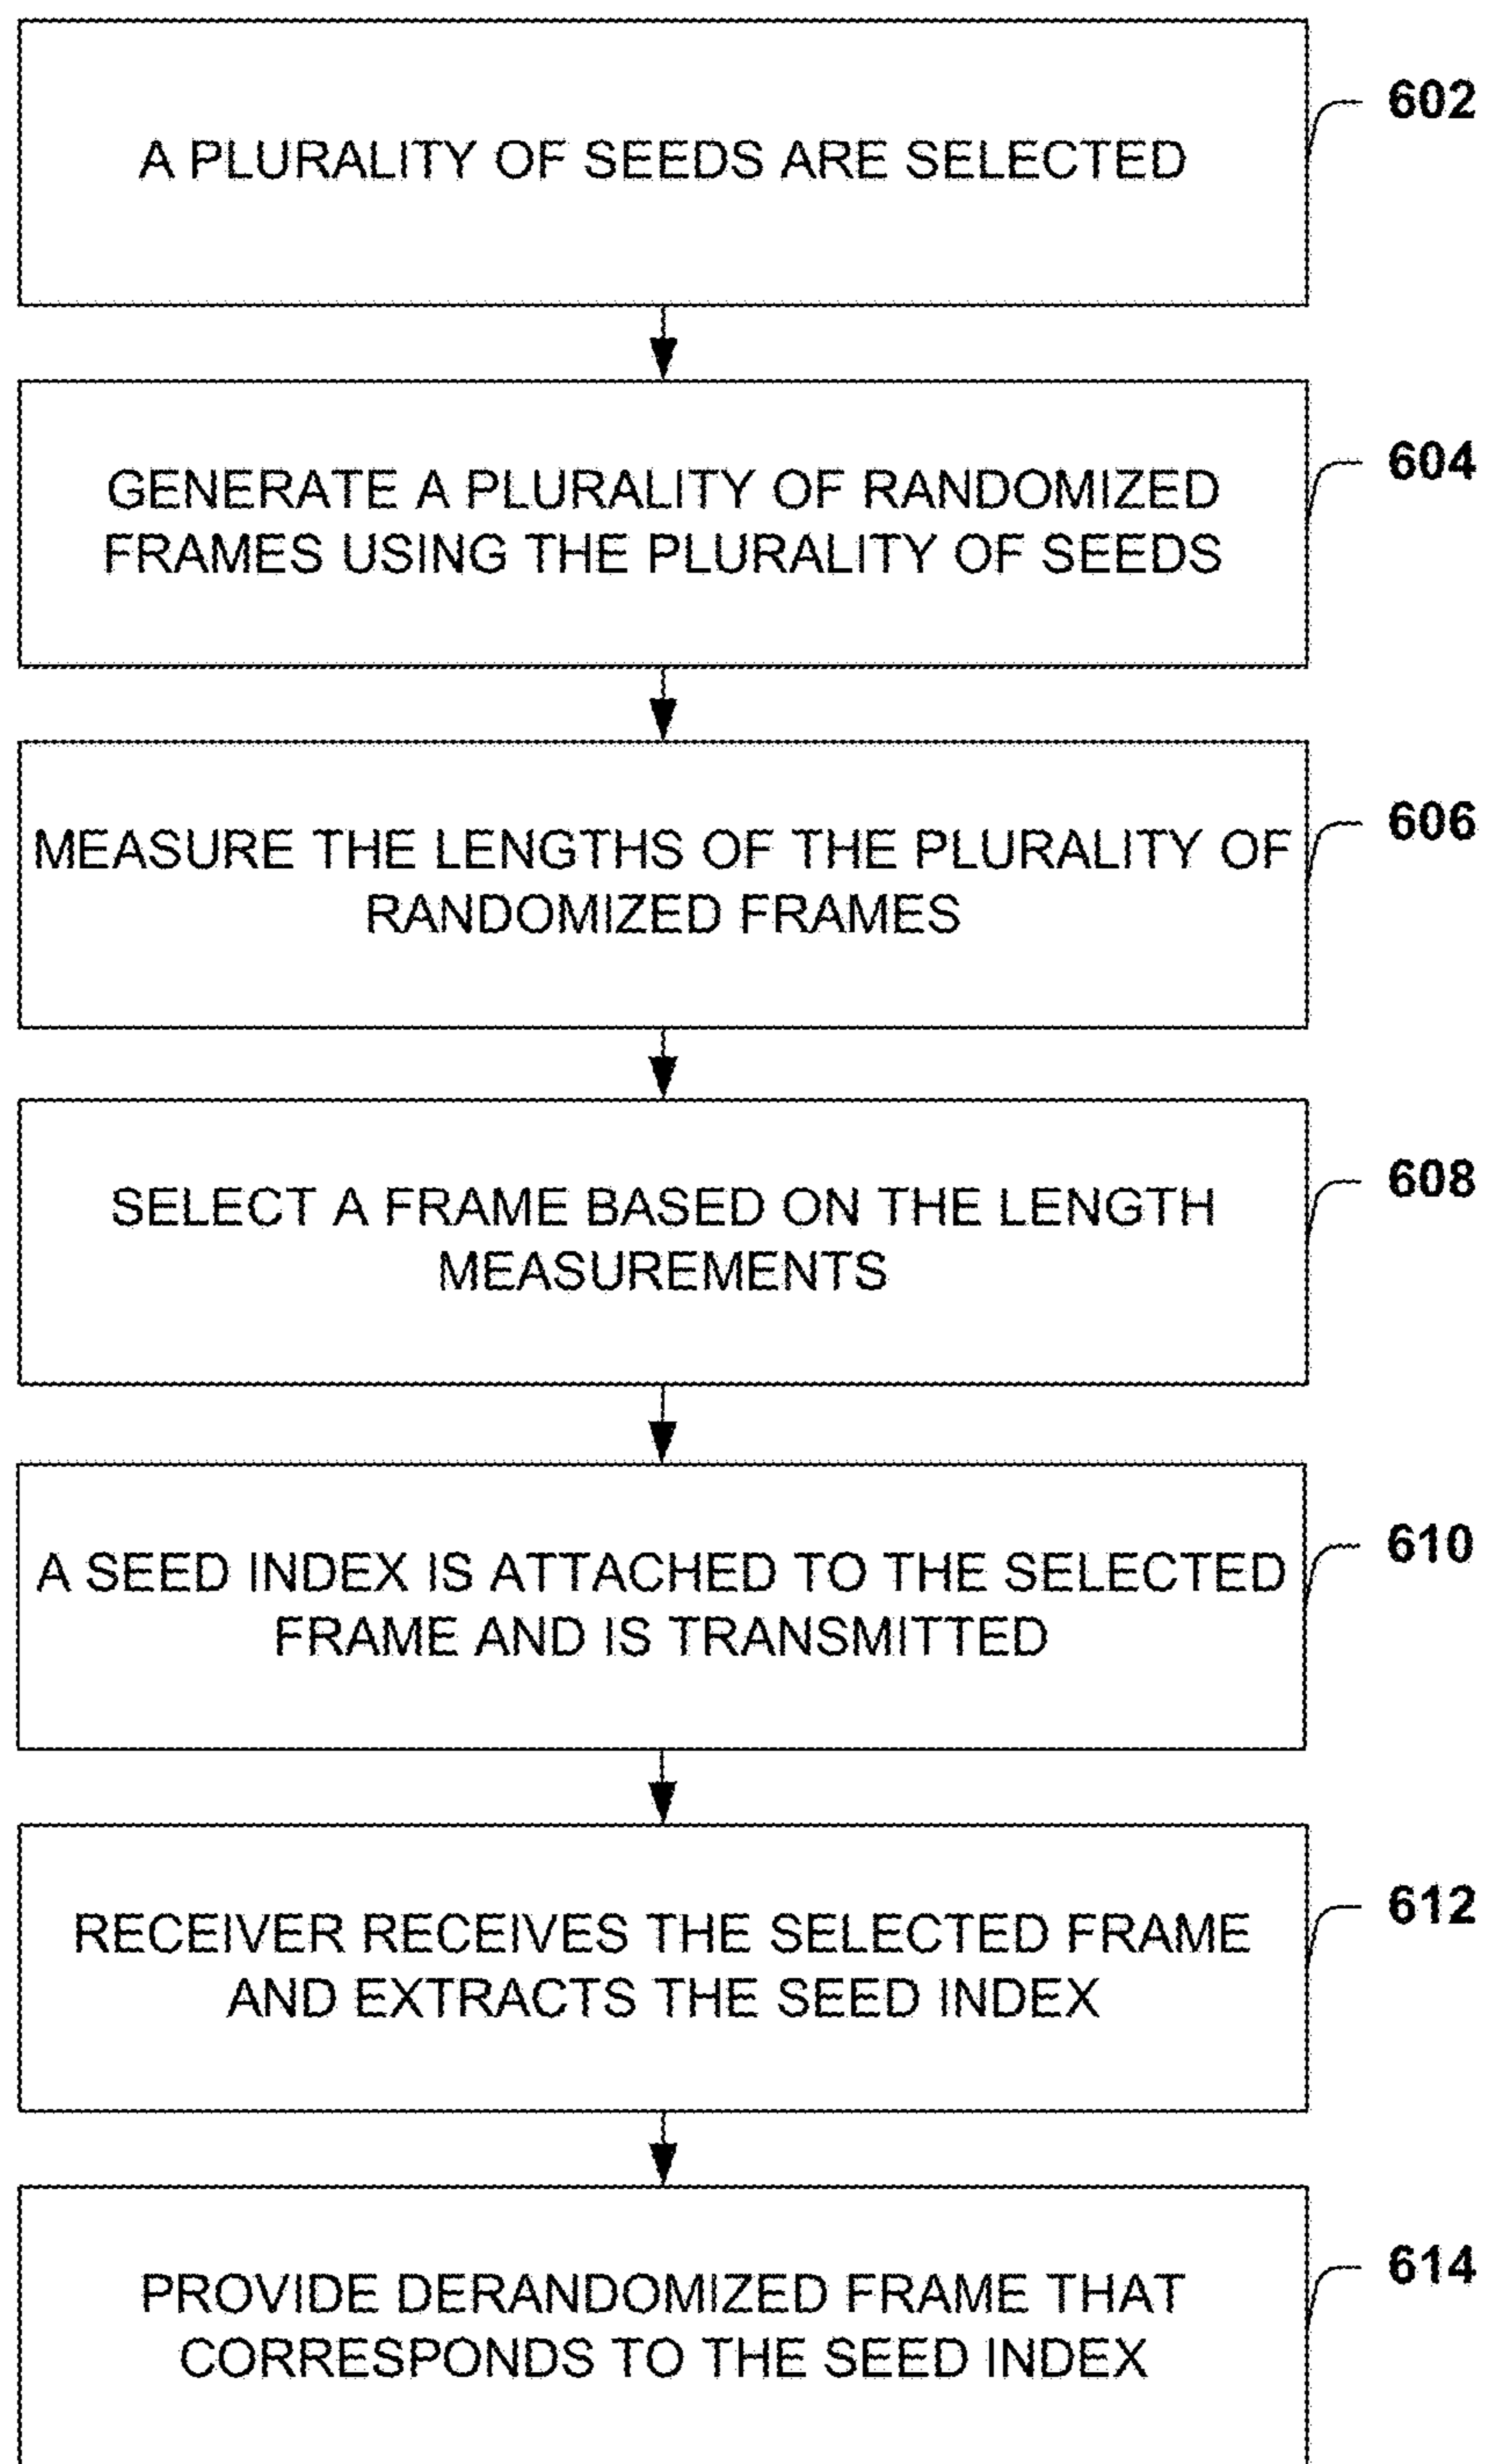 A PLURALITY OF SEEDS ARE SELECTED
602
GENERATE A PLURALITY OF RANDOMIZED
FRAMES USING THE PLURALITY OF SEEDS
604
MEASURE THE LENGTHS OF THE PLURALITY OF
RANDOMIZED FRAMES
606
SELECT A FRAME BASED ON THE LENGTH
MEASUREMENTS
608
A SEED INDEX IS ATTACHED TO THE SELECTED
FRAME AND IS TRANSMITTED
610
RECEIVER RECEIVES THE SELECTED FRAME
AND EXTRACTS THE SEED INDEX
612
PROVIDE DERANDOMIZED FRAME THAT
CORRESPONDS TO THE SEED INDEX
614